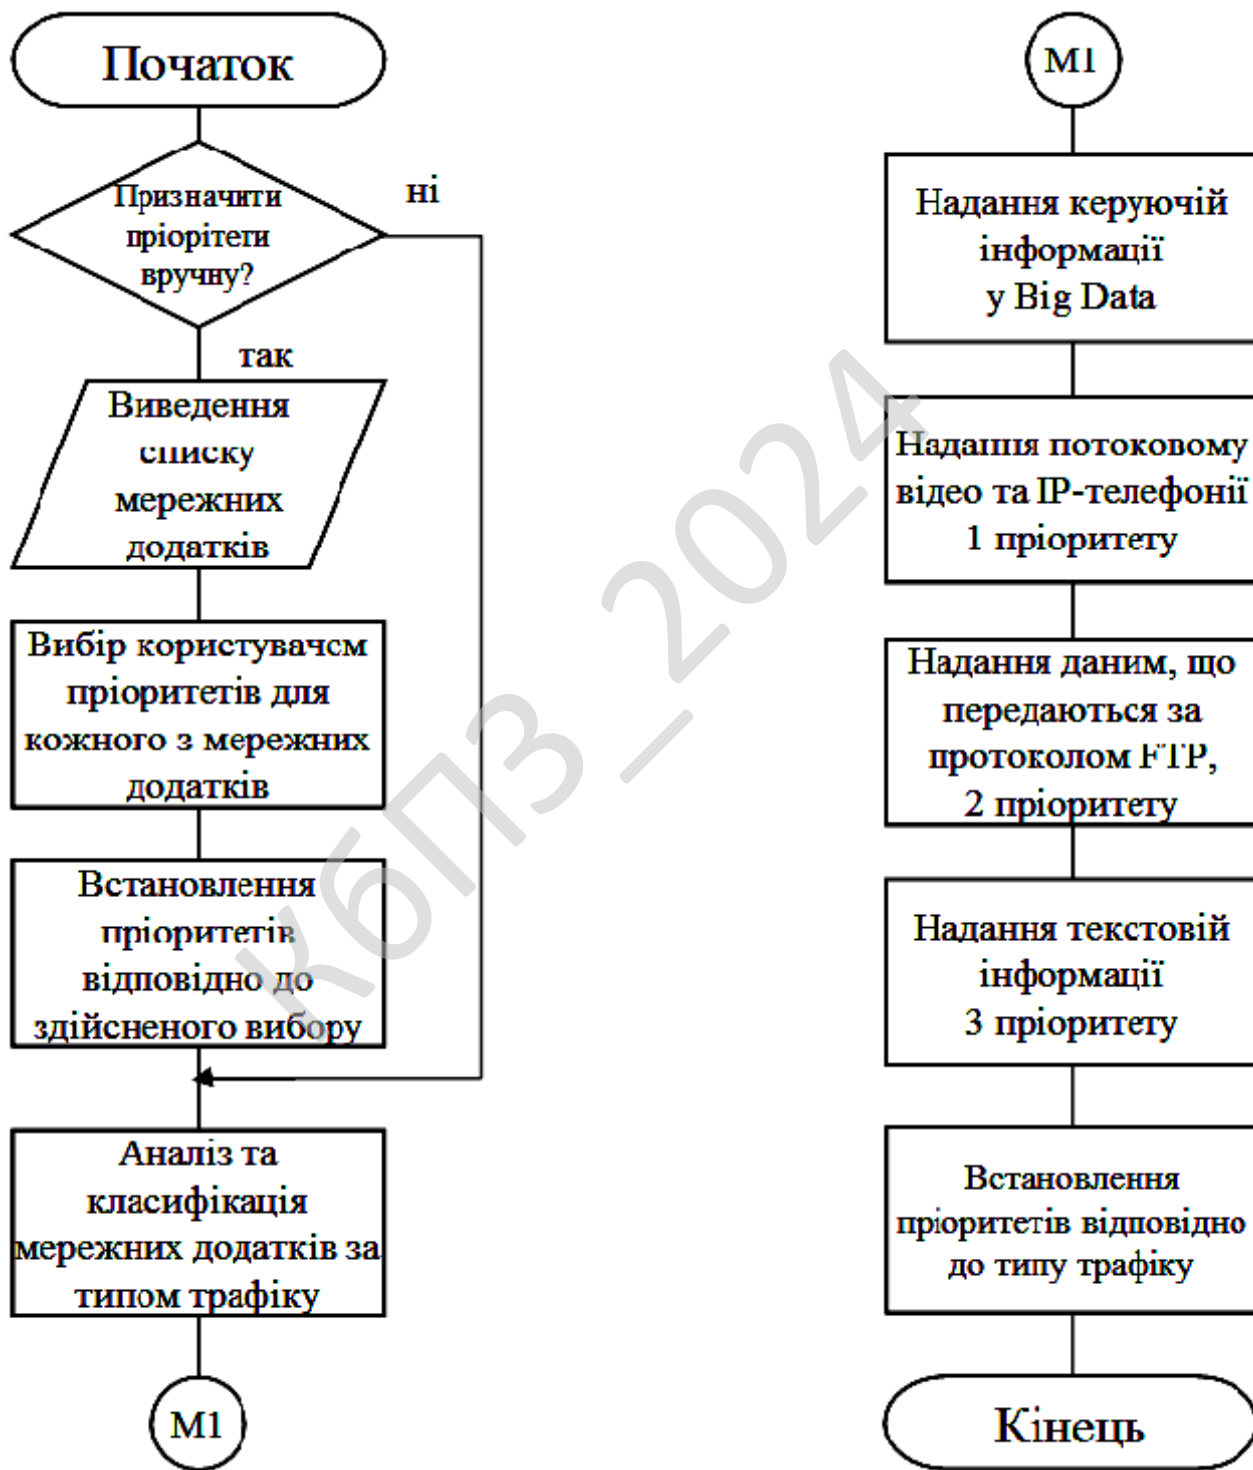 Початок
Призначити
пріорітети
вручну?
ні
так
Виведення
списку
мережних
додатків
Вибір користувачем
пріоритетів для
кожного з мережних
додатків
Встановлення
пріоритетів
відповідно до
здійсненого вибору
Аналіз та
класифікація
мережних додатків за
типом трафіку
М1
М1
Надання керуючій
інформації
у Big Data
Надання потоковому
відео та IP-телефонії
1 пріоритету
Надання даним, що
передаються за
протоколом FTP,
2 пріоритету
Надання текстовій
інформації
3 пріоритету
Встановлення
пріоритетів відповідно
до типу трафіку
Кінець
КбПЗ_2024